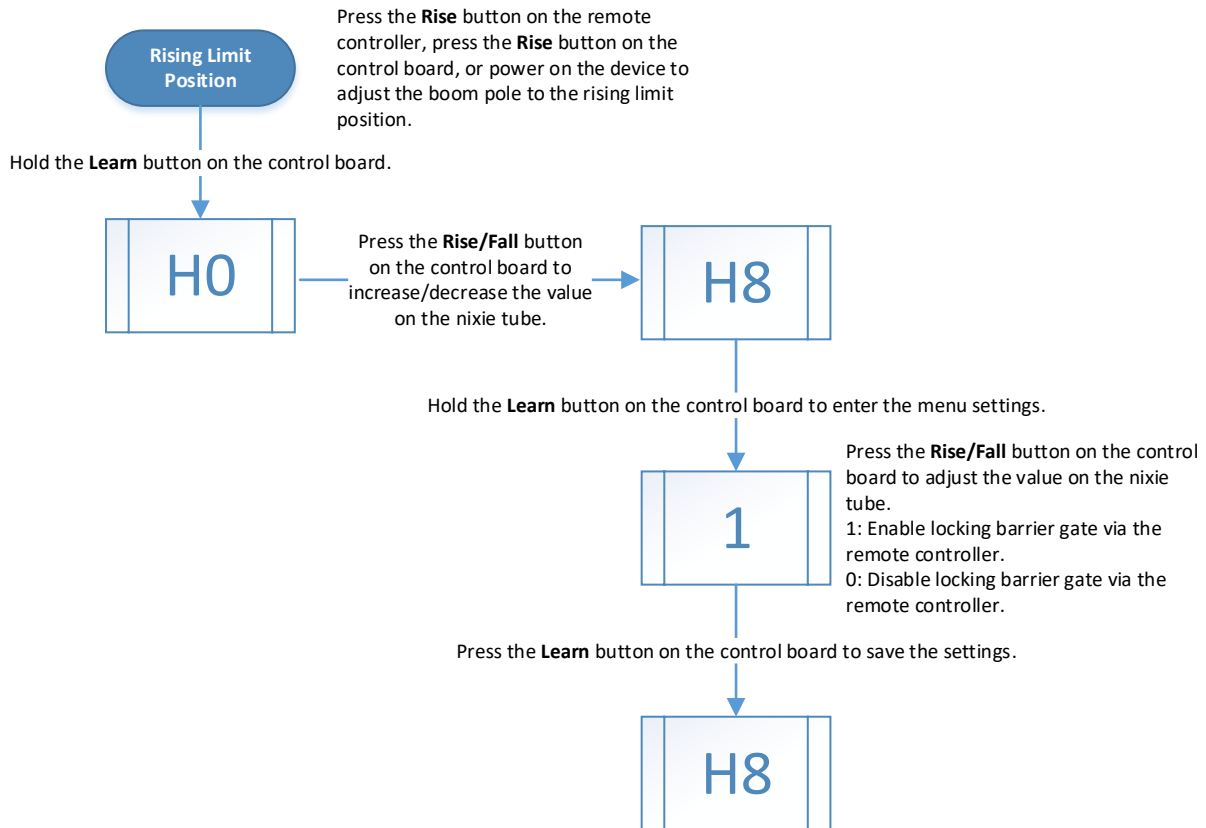 Rising Limit
Position
Press the Rise button on the remote
controller, press the Rise button on the
control board, or power on the device to
adjust the boom pole to the rising limit
position.
Hold the Learn button on the control board.
H0
Press the Rise/Fall button
on the control board to
increase/decrease the value
on the nixie tube.
H8
Hold the Learn button on the control board to enter the menu settings.
1
Press the Rise/Fall button on the control
board to adjust the value on the nixie
tube.
1: Enable locking barrier gate via the
remote controller.
0: Disable locking barrier gate via the
remote controller.
Press the Learn button on the control board to save the settings.
H8